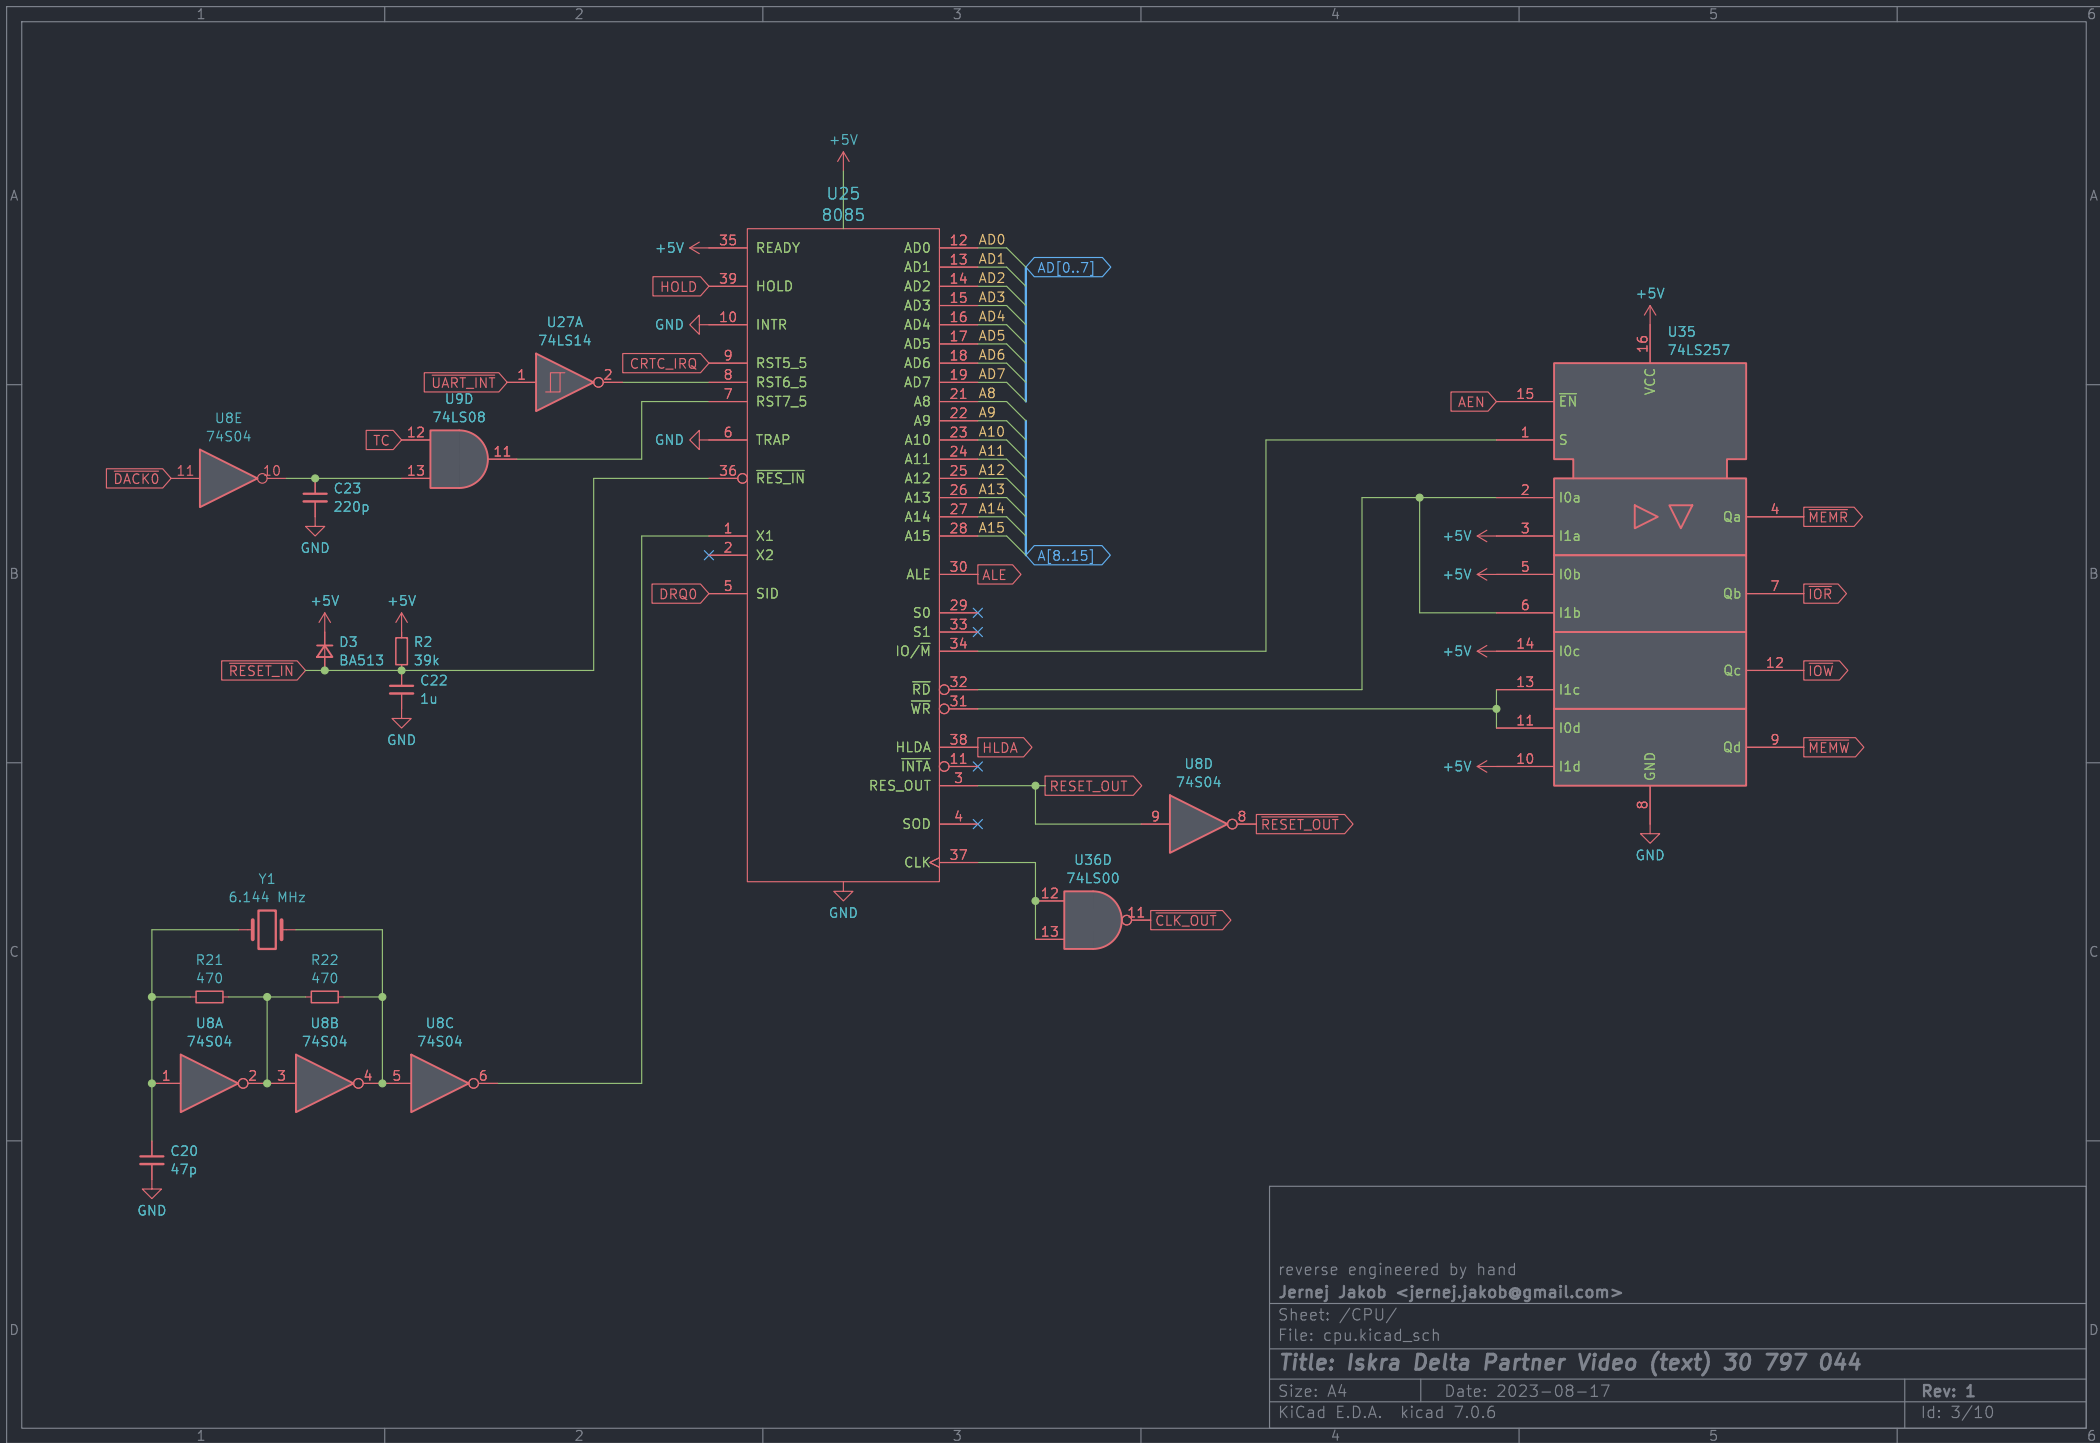 1 2 3 4 5 6
A A
B B
C C
D D
+5V
U25
8085
+5V 35 READY
HOLD 39 HOLD
GND 10 INTR
CRTC_IRQ 9 RST5_5
8 RST6_5
7 RST7_5
GND 6 TRAP
36 RES_IN
1 X1
2 X2
DRQ0 5 SID
AD0 12 AD0
AD1 13 AD1
AD2 14 AD2
AD3 15 AD3
AD4 16 AD4
AD5 17 AD5
AD6 18 AD6
AD7 19 AD7
A8 21 A8
A9 22 A9
A10 23 A10
A11 24 A11
A12 25 A12
A13 26 A13
A14 27 A14
A15 28 A15
AD[0..7]
A[8..15]
ALE 30 ALE
S0 29
S1 33
IO/M 34
RD 32
WR 31
HLDA 38 HLDA
INTA 11
RES_OUT 3 RESET_OUT
SOD 4
CLK 37
GND
U27A
74LS14
UART_INT 1 2
U9D
74LS08
TC 12
13
11
U8E
74S04
DACK0 11 10
C23
220p
GND
+5V +5V
D3
BA513
R2
39k
RESET_IN
C22
1u
GND
U8D
74S04
9 8 RESET_OUT
U36D
74LS00
12
13
11 CLK_OUT
+5V
U35
74LS257
16
VCC
AEN 15 EN
1 S
2 I0a
+5V 3 I1a
Qa 4 MEMR
+5V 5 I0b
6 I1b
Qb 7 IOR
+5V 14 I0c
13 I1c
Qc 12 IOW
11 I0d
+5V 10 I1d
Qd 9 MEMW
GND
8
GND
Y1
6.144 MHz
R21
470
R22
470
U8A
74S04
U8B
74S04
U8C
74S04
1 2 3 4 5 6
C20
47p
GND
reverse engineered by hand
Jernej Jakob <jernej.jakob@gmail.com>
Sheet: /CPU/
File: cpu.kicad_sch
Title: Iskra Delta Partner Video (text) 30 797 044
Size: A4 Date: 2023-08-17 Rev: 1
KiCad E.D.A. kicad 7.0.6 Id: 3/10
1 2 3 4 5 6